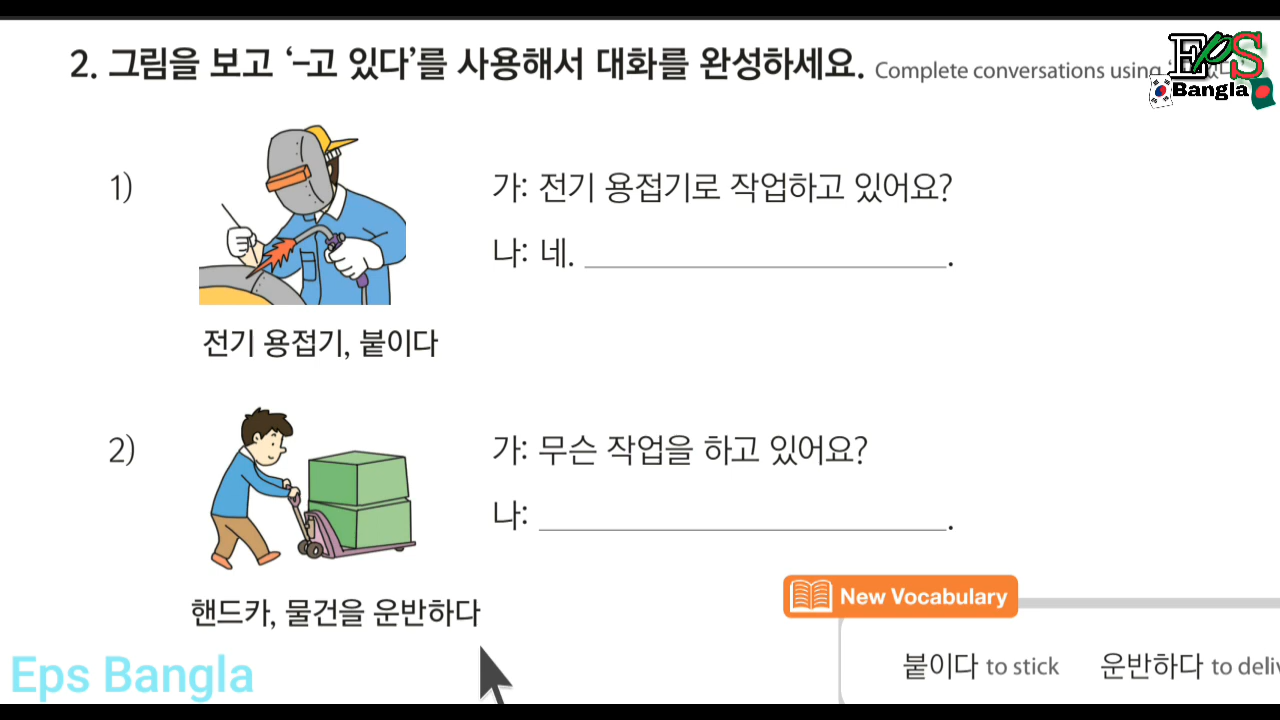 2. 그림을 보고 ‘-고 있다’를 사용해서 대화를 완성하세요. Complete conversations using
EPS
Bangla
1)
가: 전기 용접기로 작업하고 있어요?
나: 네. ________________.
전기 용접기, 붙이다
2)
가: 무슨 작업을 하고 있어요?
나: ________________.
핸드카, 물건을 운반하다
New Vocabulary
붙이다 to stick 운반하다 to
Eps Bangla